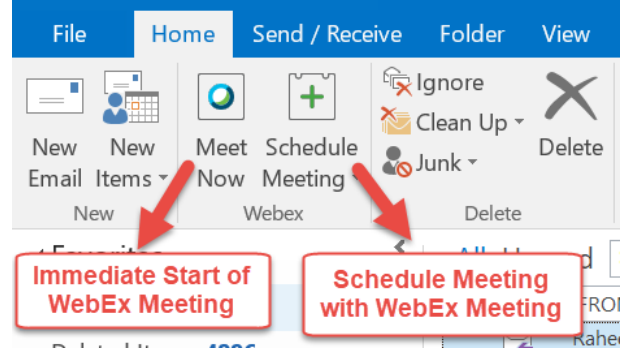 File Home Send / Receive Folder View
Ignore
Clean Up
Junk
New Email
New Items
Meet Now
Schedule Meeting
Delete
New Webex Delete
Immediate Start of
WebEx Meeting
Schedule Meeting
with WebEx Meeting